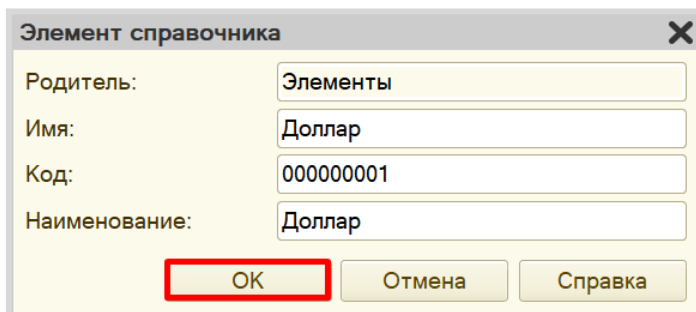 Элемент справочника
Родитель: Элементы
Имя: Доллар
Код: 000000001
Наименование: Доллар
OK Отмена Справка